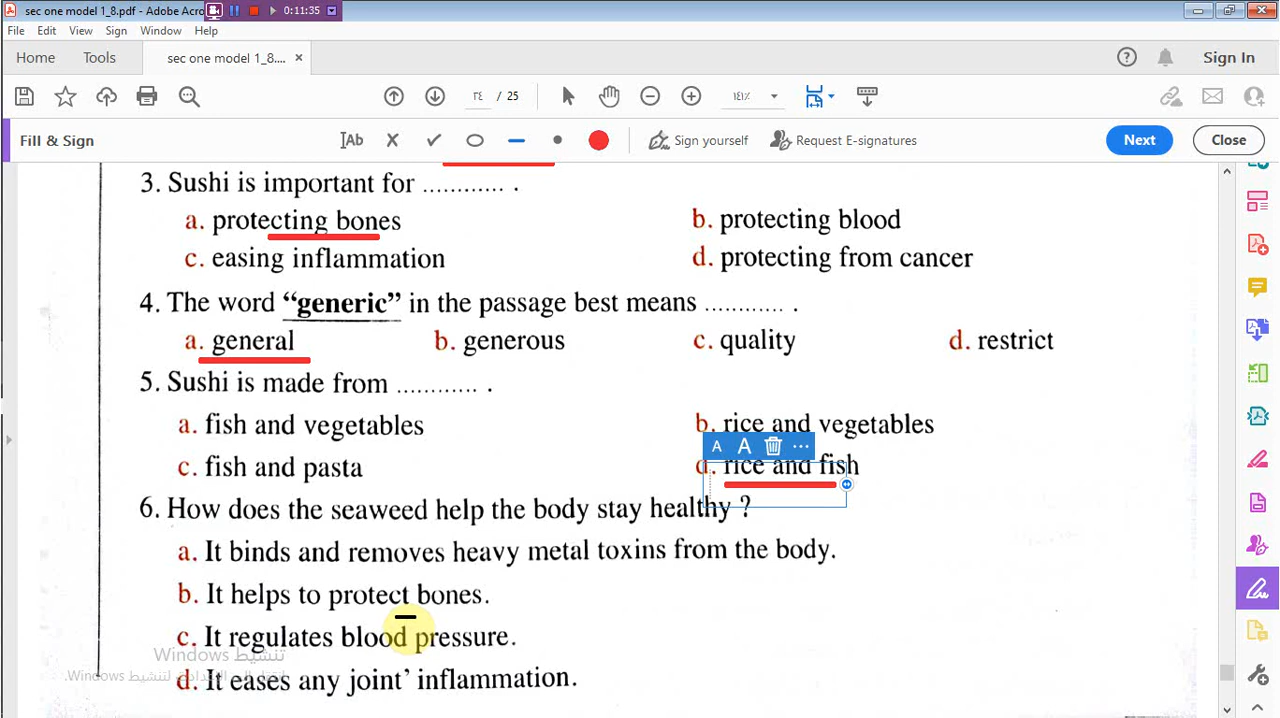 sec one model 1_8.pdf - Adobe Acro
0:11:35
File Edit View Sign Window Help
Home Tools sec one model 1_8.... × Sign In
٢٤ / 25 ١٤١٪
Fill & Sign Ab Sign yourself Request E-signatures Next Close
3. Sushi is important for ............ .
a. protecting bones b. protecting blood
c. easing inflammation d. protecting from cancer
4. The word “generic” in the passage best means ............ .
a. general b. generous c. quality d. restrict
5. Sushi is made from ............ .
a. fish and vegetables b. rice and vegetables
A A
c. fish and pasta d. rice and fish
6. How does the seaweed help the body stay healthy ?
a. It binds and removes heavy metal toxins from the body.
b. It helps to protect bones.
c. It regulates blood pressure.
تنشيط Windows
d. It eases any joint’ inflammation.
لتنشيط Windows.